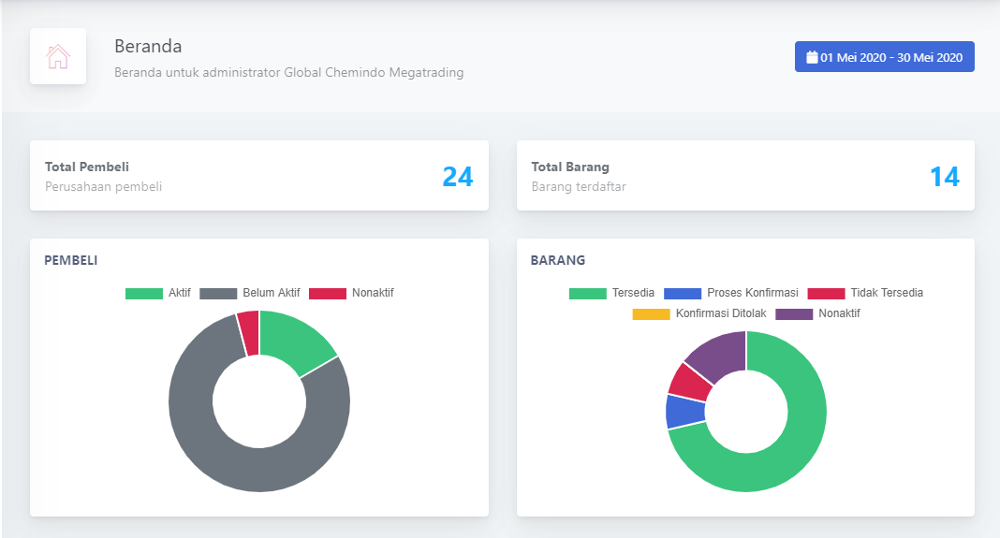 Beranda
Beranda untuk administrator Global Chemindo Megatrading
01 Mei 2020 - 30 Mei 2020
Total Pembeli
Perusahaan pembeli
24
Total Barang
Barang terdaftar
14
PEMBELI
Aktif Belum Aktif Nonaktif
BARANG
Tersedia Proses Konfirmasi Tidak Tersedia
Konfirmasi Ditolak Nonaktif